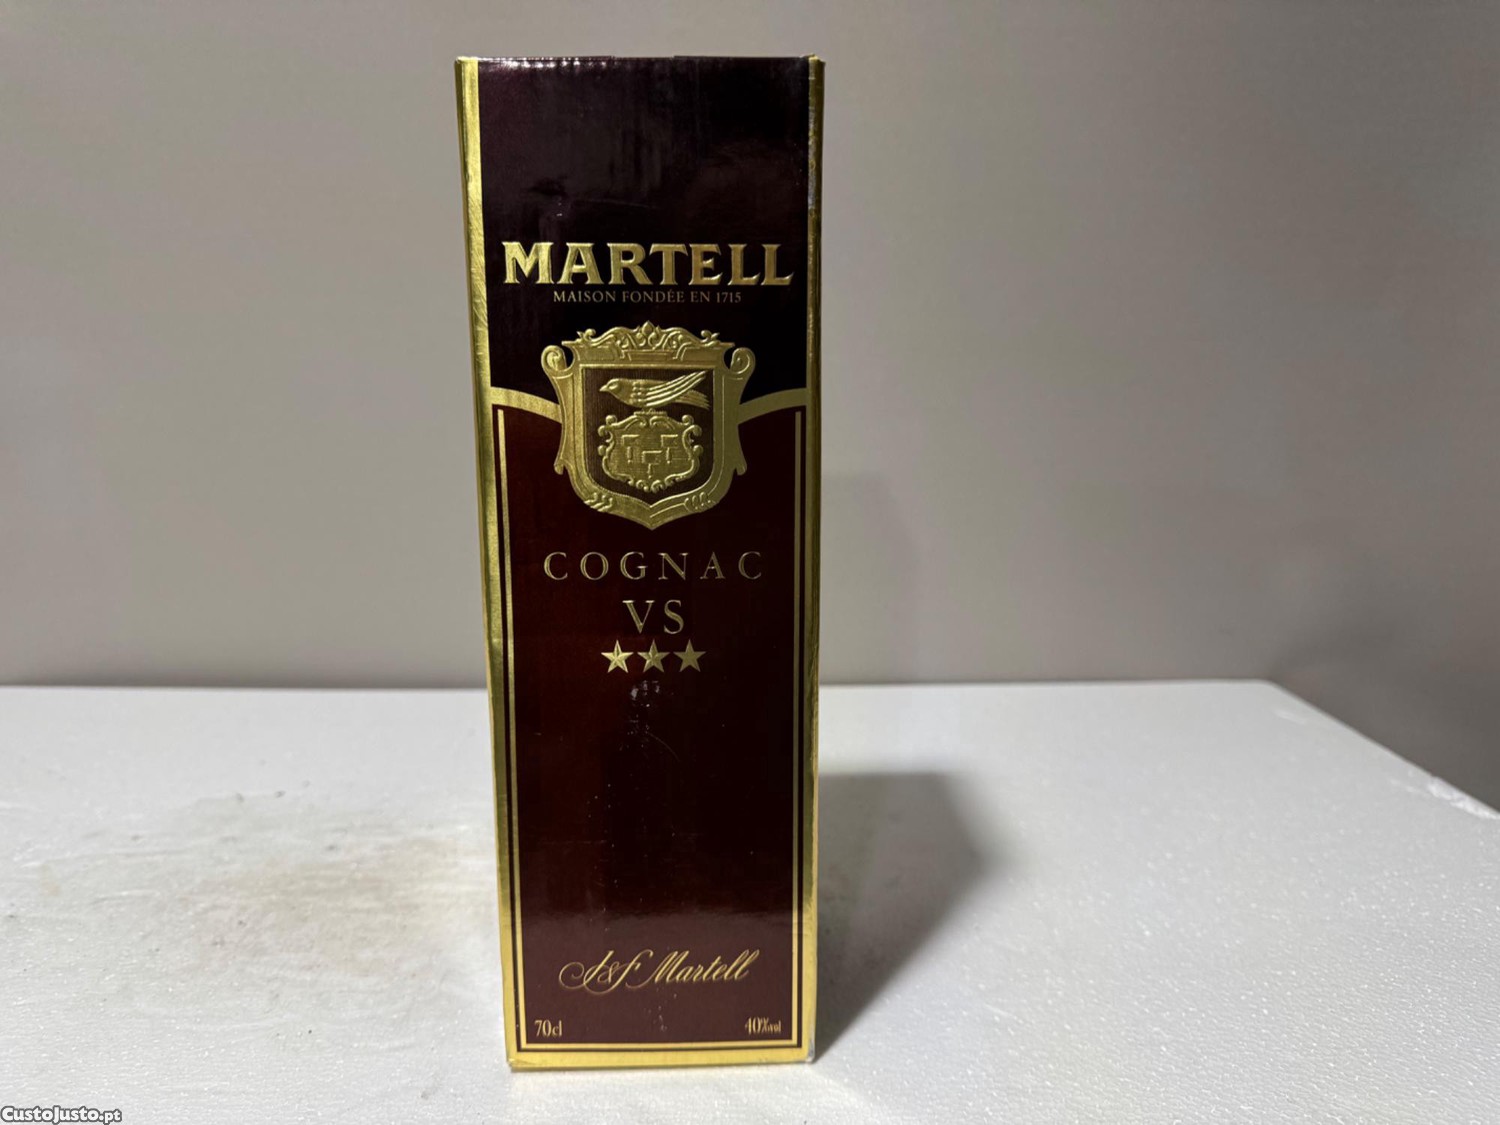 MARTELL
MAISON FONDÉE EN 1715
COGNAC
VS
J&F Martell
70cl 40%vol
CustoJusto.pt